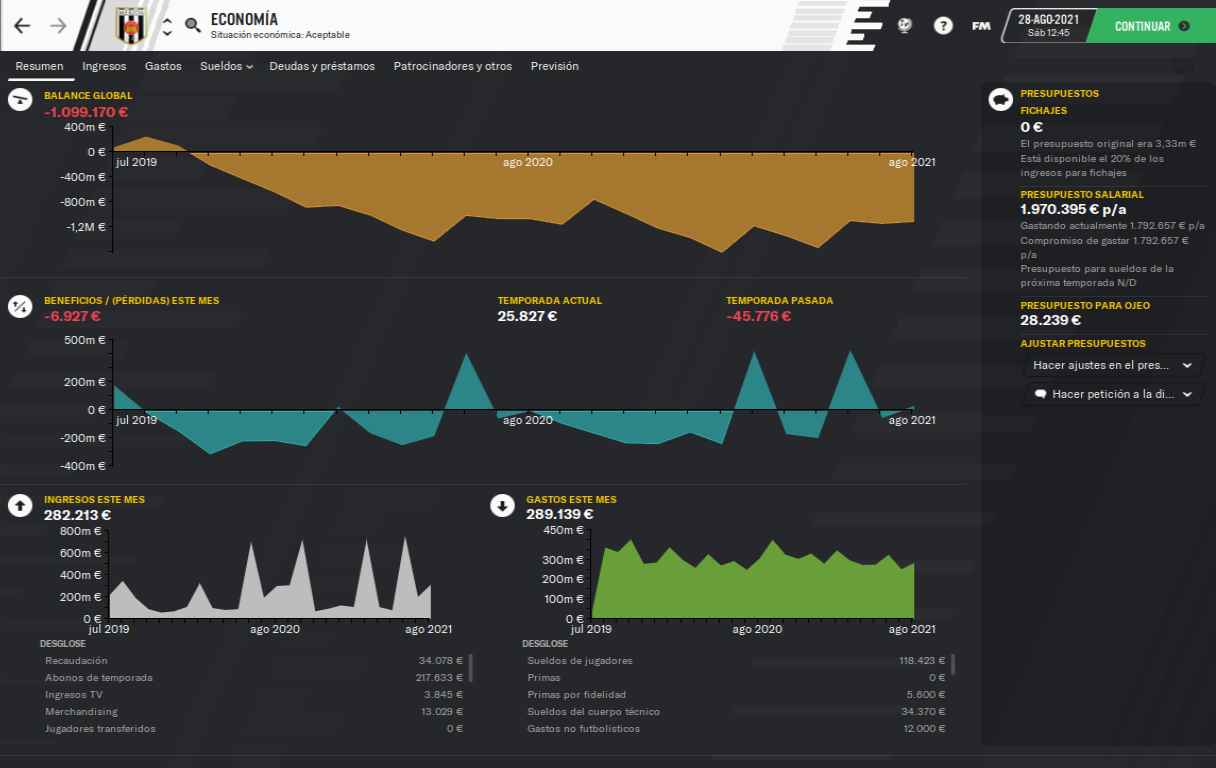 ECONOMÍA
Situación económica: Aceptable
?
FM
28-AGO-2021
Sáb 12:45
CONTINUAR
Resumen
Ingresos
Gastos
Sueldos
Deudas y préstamos
Patrocinadores y otros
Previsión
BALANCE GLOBAL
-1.099.170 €
400m €
0 €
-400m €
-800m €
-1,2M €
jul 2019
ago 2020
ago 2021
BENEFICIOS / (PÉRDIDAS) ESTE MES
-6.927 €
TEMPORADA ACTUAL
25.827 €
TEMPORADA PASADA
-45.776 €
500m €
200m €
0 €
-200m €
-400m €
jul 2019
ago 2020
ago 2021
INGRESOS ESTE MES
282.213 €
800m €
600m €
400m €
200m €
0 €
jul 2019
ago 2020
ago 2021
DESGLOSE
Recaudación 34.078 €
Abonos de temporada 217.633 €
Ingresos TV 3.845 €
Merchandising 13.029 €
Jugadores transferidos 0 €
GASTOS ESTE MES
289.139 €
450m €
300m €
200m €
100m €
0 €
jul 2019
ago 2020
ago 2021
DESGLOSE
Sueldos de jugadores 118.423 €
Primas 0 €
Primas por fidelidad 5.600 €
Sueldos del cuerpo técnico 34.370 €
Gastos no futbolísticos 12.000 €
PRESUPUESTOS
FICHAJES
0 €
El presupuesto original era 3,33m €
Está disponible el 20% de los
ingresos para fichajes
PRESUPUESTO SALARIAL
1.970.395 € p/a
Gastando actualmente 1.792.657 € p/a
Compromiso de gastar 1.792.657 €
p/a
Presupuesto para sueldos de la
próxima temporada N/D
PRESUPUESTO PARA OJEO
28.239 €
AJUSTAR PRESUPUESTOS
Hacer ajustes en el pres...
Hacer petición a la di...